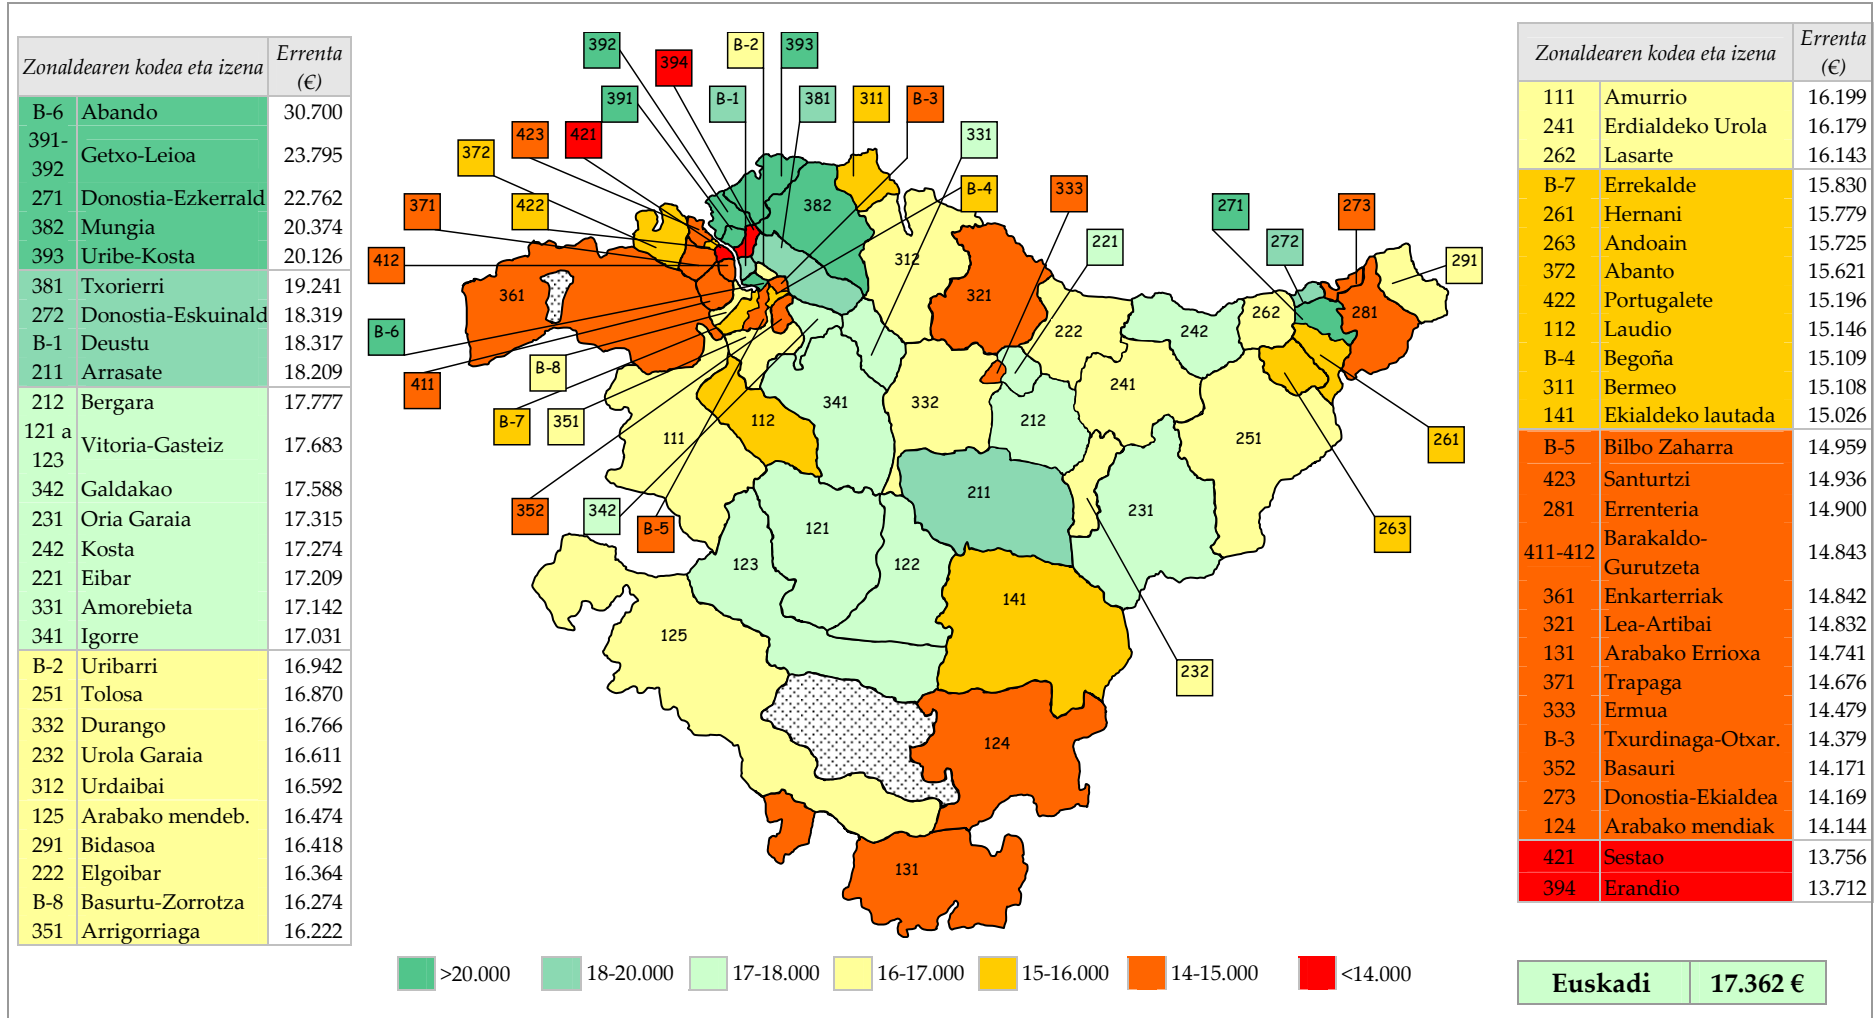 Zonaldearen kodea eta izena Errenta (€)
B-6 Abando 30.700
391-392 Getxo-Leioa 23.795
271 Donostia-Ezkerrald 22.762
382 Mungia 20.374
393 Uribe-Kosta 20.126
381 Txorierri 19.241
272 Donostia-Eskuinald 18.319
B-1 Deustu 18.317
211 Arrasate 18.209
212 Bergara 17.777
121 a 123 Vitoria-Gasteiz 17.683
342 Galdakao 17.588
231 Oria Garaia 17.315
242 Kosta 17.274
221 Eibar 17.209
331 Amorebieta 17.142
341 Igorre 17.031
B-2 Uribarri 16.942
251 Tolosa 16.870
332 Durango 16.766
232 Urola Garaia 16.611
312 Urdaibai 16.592
125 Arabako mendeb. 16.474
291 Bidasoa 16.418
222 Elgoibar 16.364
B-8 Basurtu-Zorrotza 16.274
351 Arrigorriaga 16.222
392
394
B-2
393
391
B-1
381
311
B-3
423
421
331
372
B-4
333
371
422
382
271
273
221
272
412
312
291
361
321
281
B-6
222
242
262
411
B-8
241
341
332
B-7
351
111
112
212
251
261
211
352
342
B-5
121
231
263
123
122
141
125
232
124
131
>20.000
18-20.000
17-18.000
16-17.000
15-16.000
14-15.000
<14.000
Zonaldearen kodea eta izena Errenta (€)
111 Amurrio 16.199
241 Erdialdeko Urola 16.179
262 Lasarte 16.143
B-7 Errekalde 15.830
261 Hernani 15.779
263 Andoain 15.725
372 Abanto 15.621
422 Portugalete 15.196
112 Laudio 15.146
B-4 Begoña 15.109
311 Bermeo 15.108
141 Ekialdeko lautada 15.026
B-5 Bilbo Zaharra 14.959
423 Santurtzi 14.936
281 Errenteria 14.900
411-412 Barakaldo-Gurutzeta 14.843
361 Enkarterriak 14.842
321 Lea-Artibai 14.832
131 Arabako Errioxa 14.741
371 Trapaga 14.676
333 Ermua 14.479
B-3 Txurdinaga-Otxar. 14.379
352 Basauri 14.171
273 Donostia-Ekialdea 14.169
124 Arabako mendiak 14.144
421 Sestao 13.756
394 Erandio 13.712
Euskadi 17.362 €